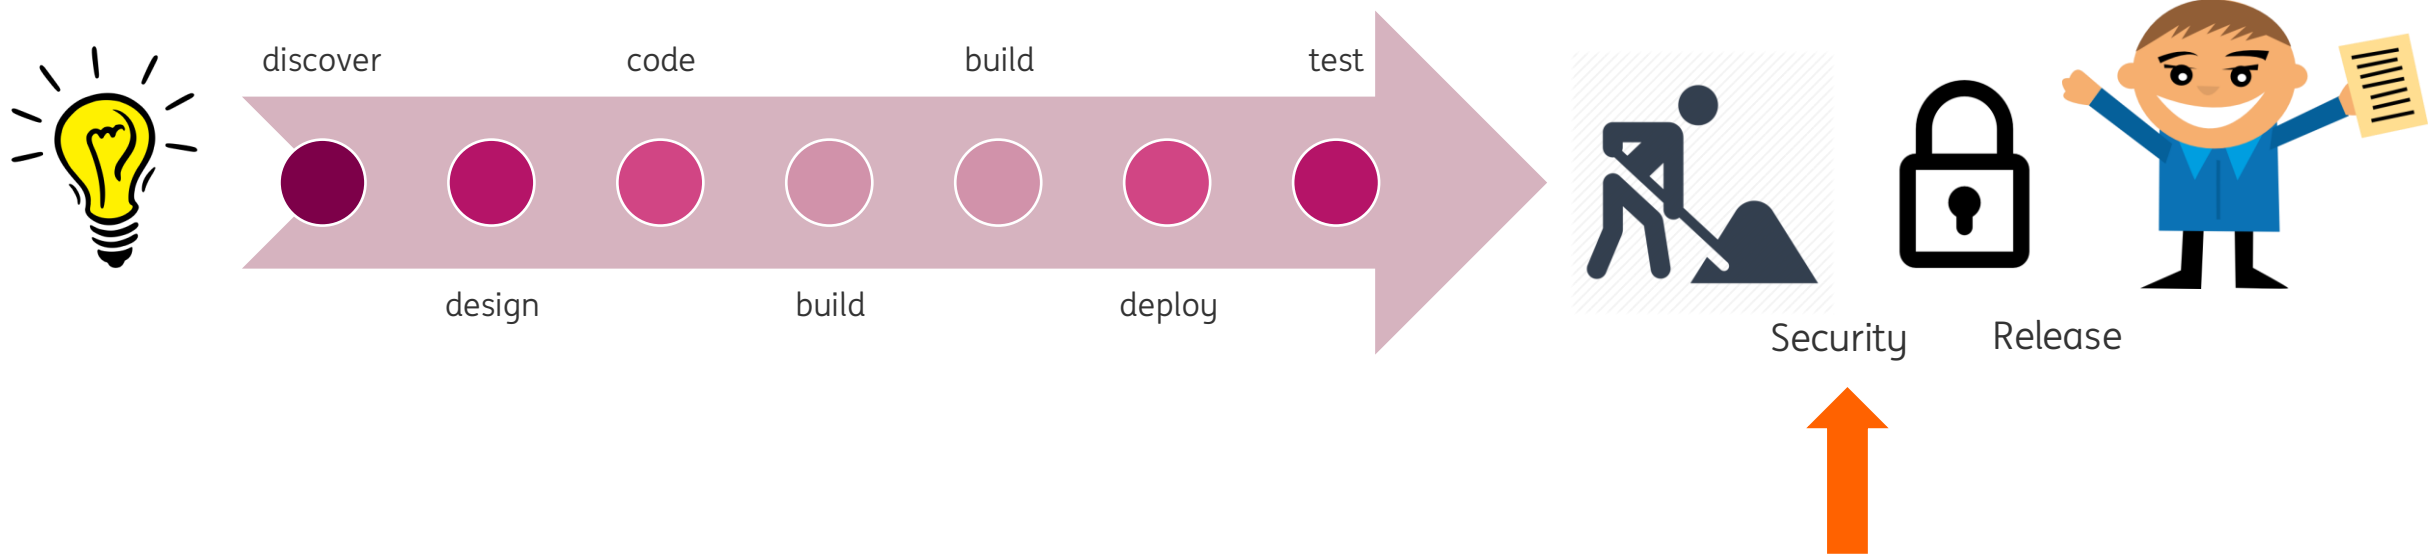 discover
code
build
test
design
build
deploy
Security
Release